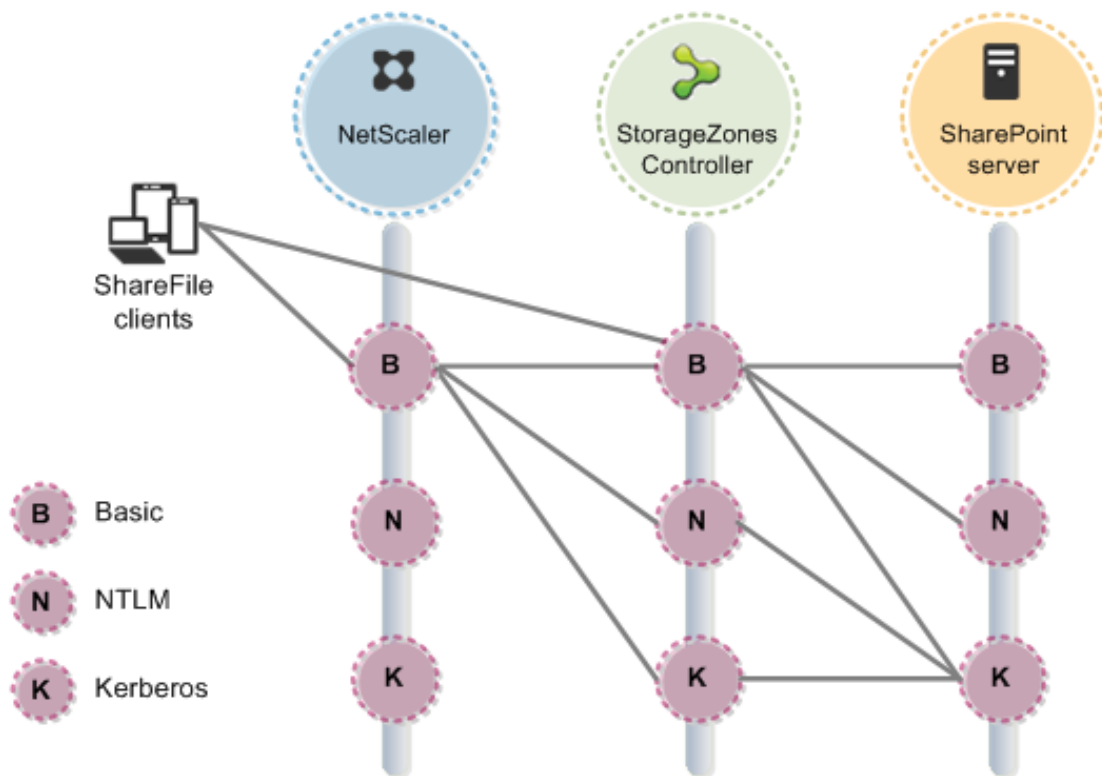 NetScaler
StorageZones
Controller
SharePoint
server
ShareFile
clients
B
B
B
B
Basic
N
N
N
N
NTLM
K
K
K
K
Kerberos